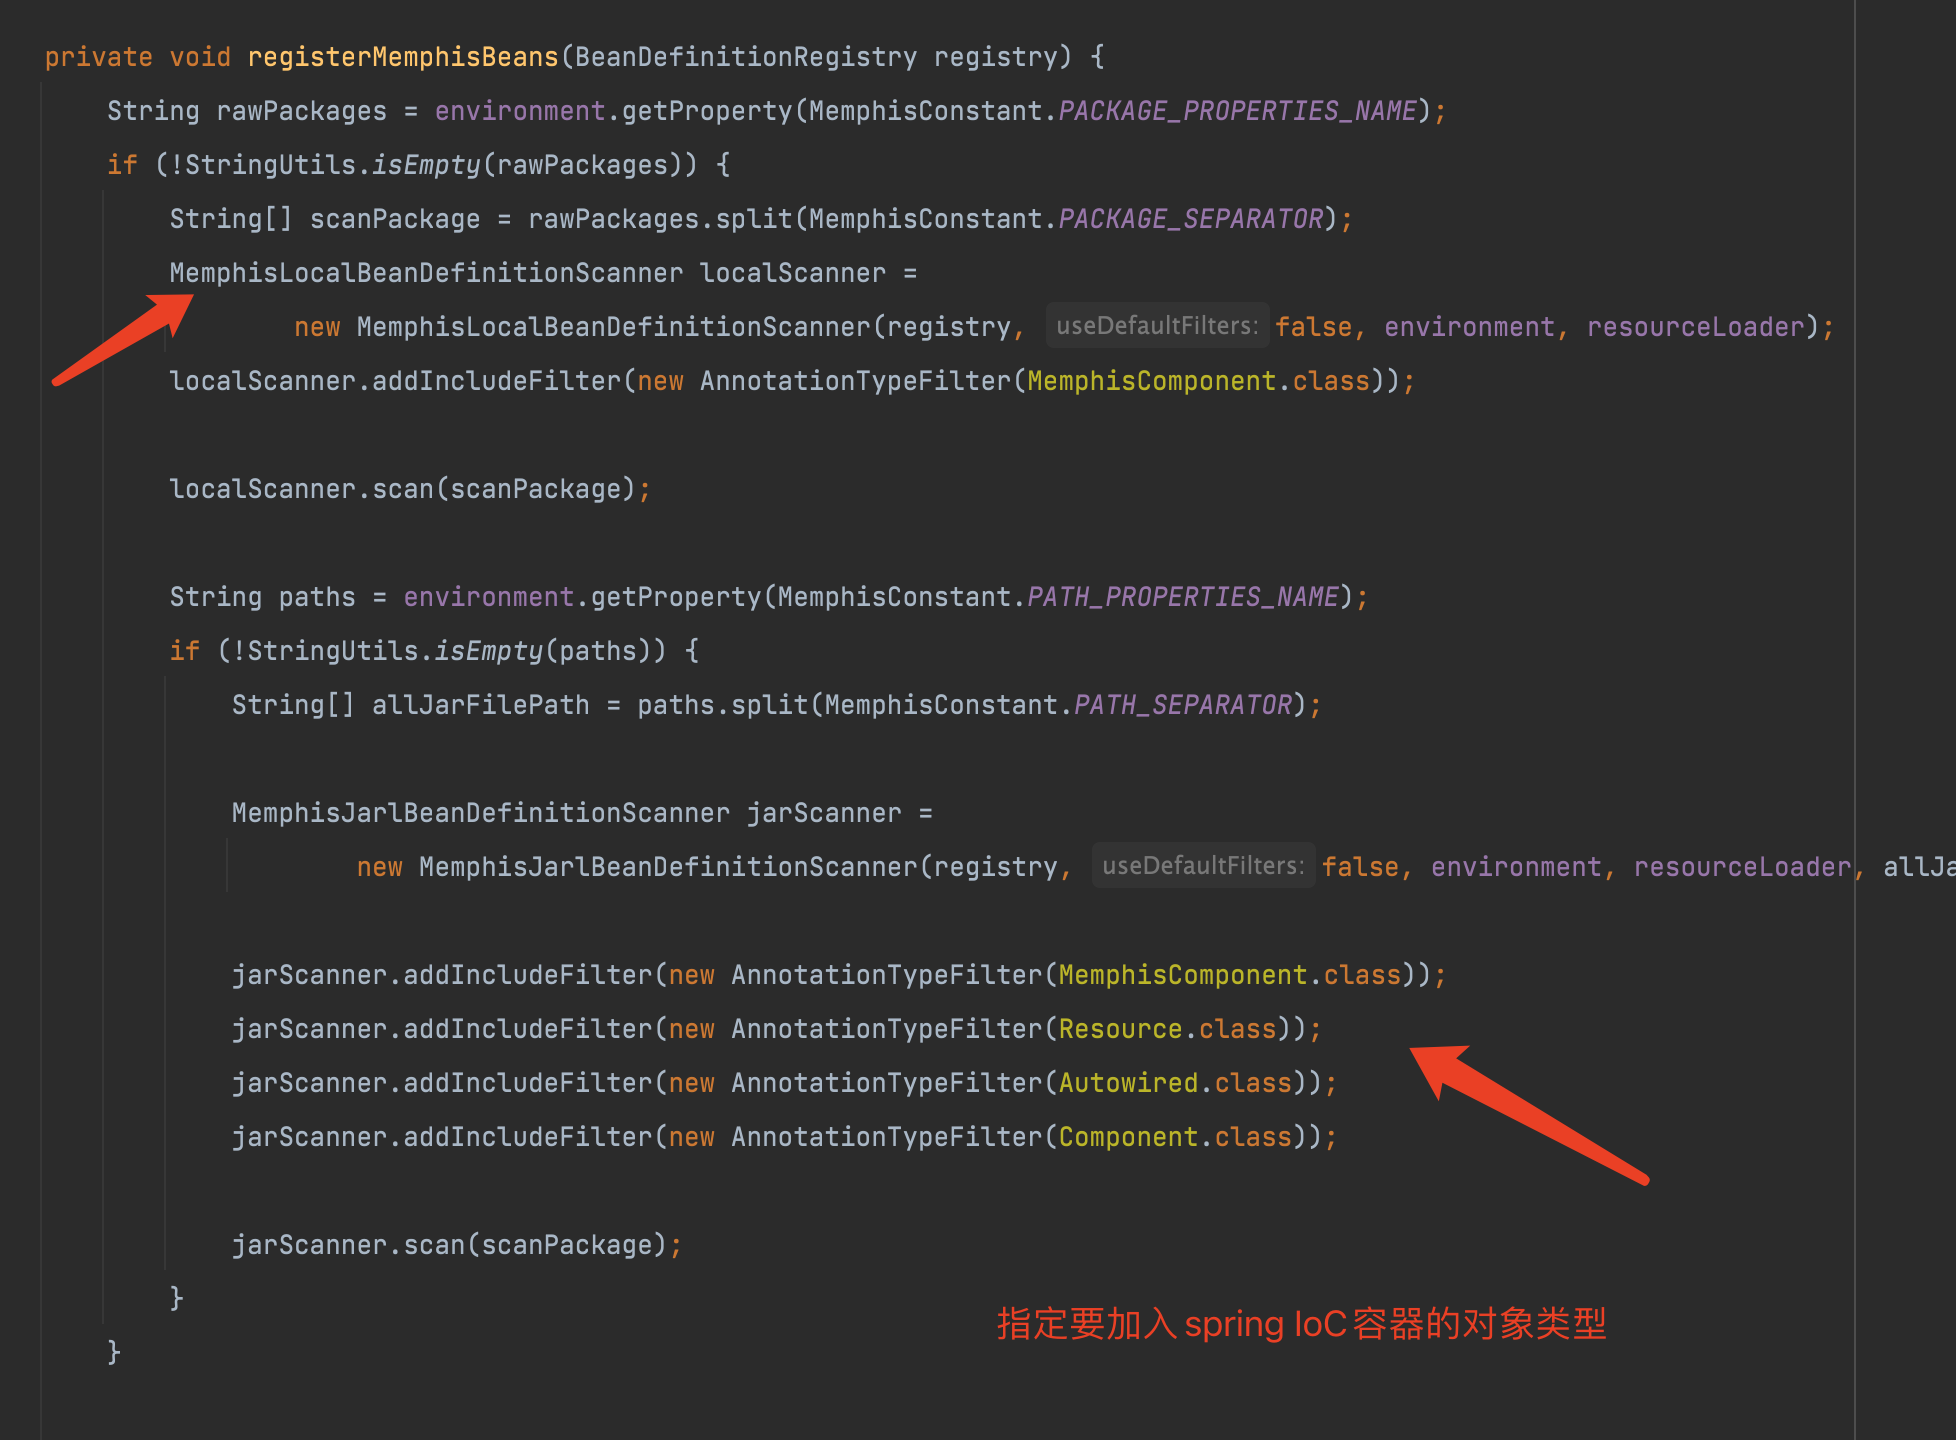 private void registerMemphisBeans(BeanDefinitionRegistry registry) {
String rawPackages = environment.getProperty(MemphisConstant.PACKAGE_PROPERTIES_NAME);
if (!StringUtils.isEmpty(rawPackages)) {
String[] scanPackage = rawPackages.split(MemphisConstant.PACKAGE_SEPARATOR);
MemphisLocalBeanDefinitionScanner localScanner =
new MemphisLocalBeanDefinitionScanner(registry, useDefaultFilters: false, environment, resourceLoader);
localScanner.addIncludeFilter(new AnnotationTypeFilter(MemphisComponent.class));
localScanner.scan(scanPackage);
String paths = environment.getProperty(MemphisConstant.PATH_PROPERTIES_NAME);
if (!StringUtils.isEmpty(paths)) {
String[] allJarFilePath = paths.split(MemphisConstant.PATH_SEPARATOR);
MemphisJarlBeanDefinitionScanner jarScanner =
new MemphisJarlBeanDefinitionScanner(registry, useDefaultFilters: false, environment, resourceLoader, allJa
jarScanner.addIncludeFilter(new AnnotationTypeFilter(MemphisComponent.class));
jarScanner.addIncludeFilter(new AnnotationTypeFilter(Resource.class));
jarScanner.addIncludeFilter(new AnnotationTypeFilter(Autowired.class));
jarScanner.addIncludeFilter(new AnnotationTypeFilter(Component.class));
jarScanner.scan(scanPackage);
}
指定要加入 spring IoC 容器的对象类型
}